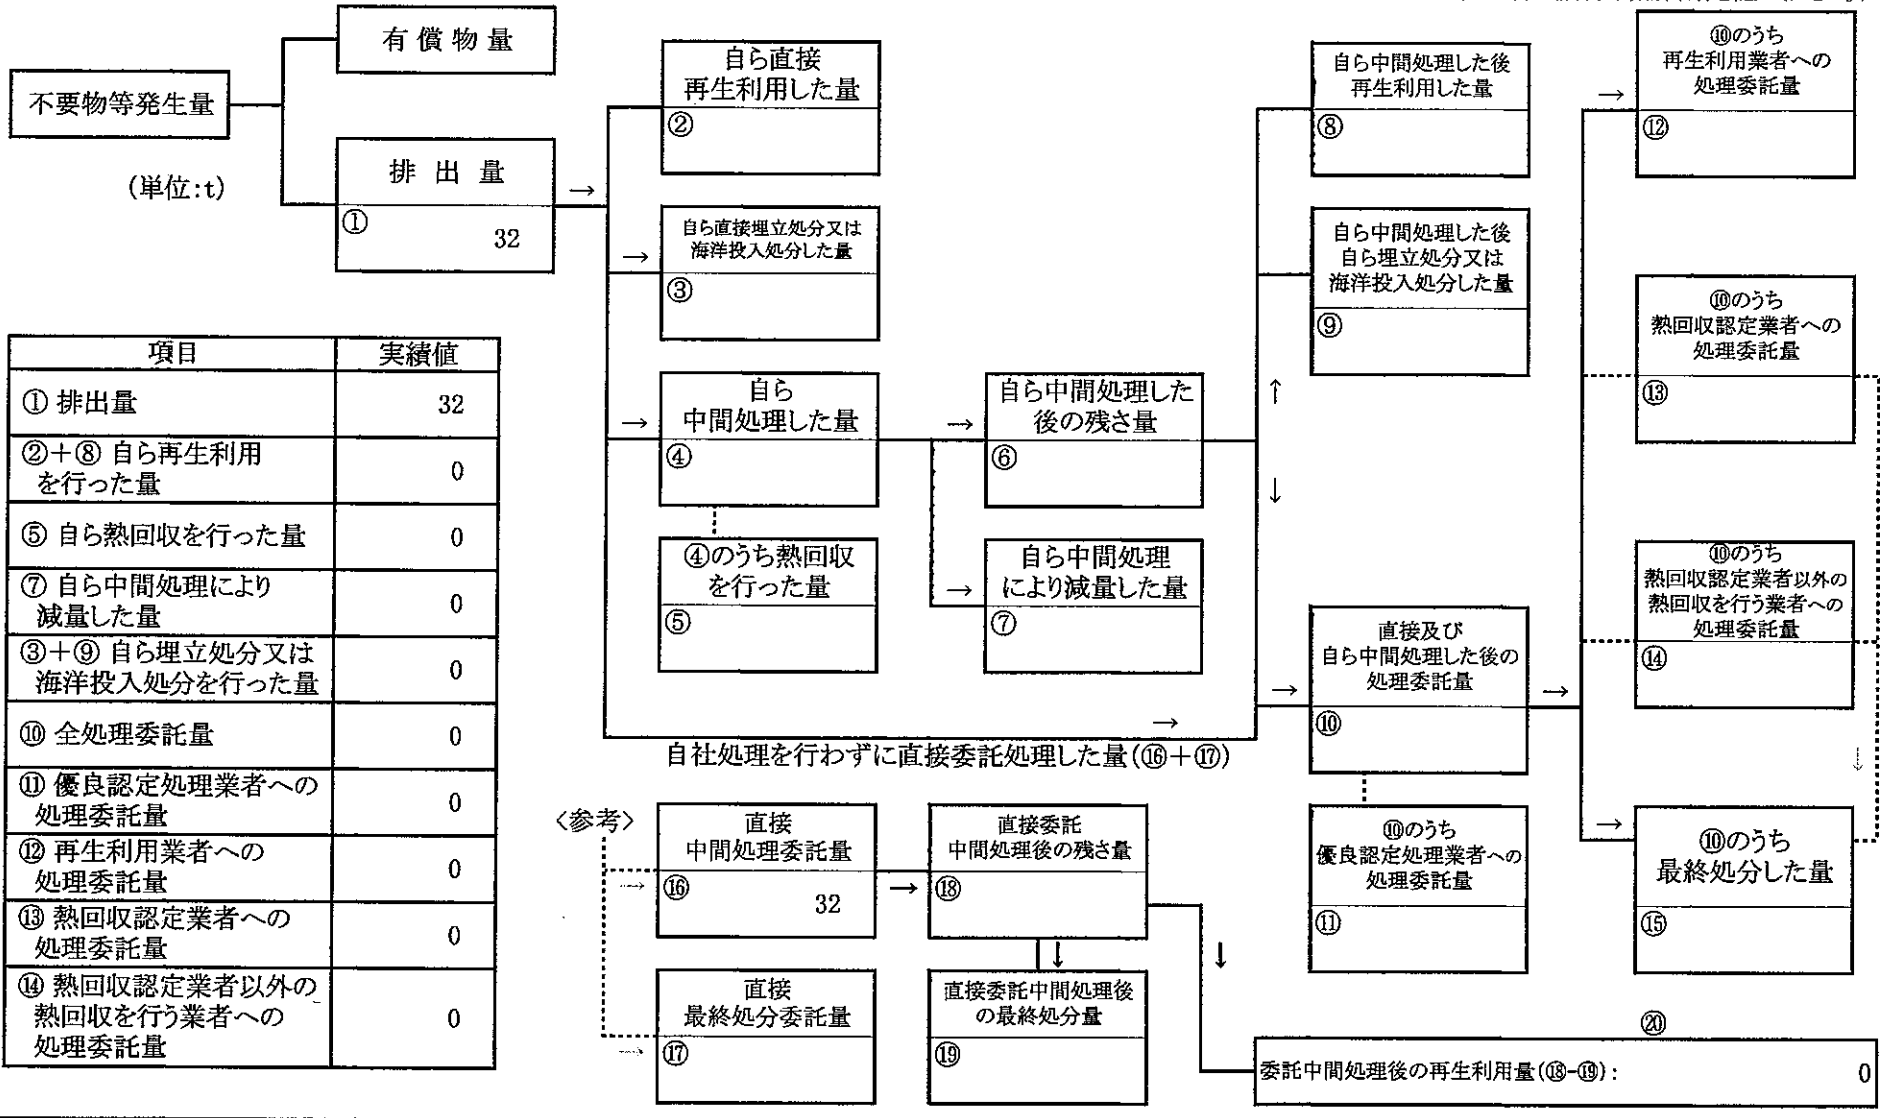 不要物等発生量
(単位:t)
有償物量
排出量
→
①
32
自ら直接
再生利用した量
②
→
自ら直接埋立処分又は
海洋投入処分した量
③
→
自ら
中間処理した量
④
④のうち熱回収
を行った量
⑤
→
自ら中間処理した
後の残さ量
⑥
→
自ら中間処理
により減量した量
⑦
自ら中間処理した後
再生利用した量
⑧
自ら中間処理した後
自ら埋立処分又は
海洋投入処分した量
⑨
↑
↓
→
自社処理を行わずに直接委託処理した量(⑯+⑰)
→
直接及び
自ら中間処理した後の
処理委託量
⑩
→
⑩のうち
優良認定処理業者への
処理委託量
⑪
→
⑩のうち
再生利用業者への
処理委託量
⑫
⑩のうち
熱回収認定業者への
処理委託量
⑬
⑩のうち
熱回収認定業者以外の
熱回収を行う業者への
処理委託量
⑭
↓
→
⑩のうち
最終処分した量
⑮
項目 実績値
① 排出量 32
②+⑧ 自ら再生利用
を行った量 0
⑤ 自ら熱回収を行った量 0
⑦ 自ら中間処理により
減量した量 0
③+⑨ 自ら埋立処分又は
海洋投入処分を行った量 0
⑩ 全処理委託量 0
⑪ 優良認定処理業者への
処理委託量 0
⑫ 再生利用業者への
処理委託量 0
⑬ 熱回収認定業者への
処理委託量 0
⑭ 熱回収認定業者以外の
熱回収を行う業者への
処理委託量 0
〈参考〉
→
直接
中間処理委託量
⑯
32
→
直接委託
中間処理後の残さ量
⑱
→
直接
最終処分委託量
⑰
↓
直接委託中間処理後
の最終処分量
⑲
↓
⑳
委託中間処理後の再生利用量(⑱-⑲): 0